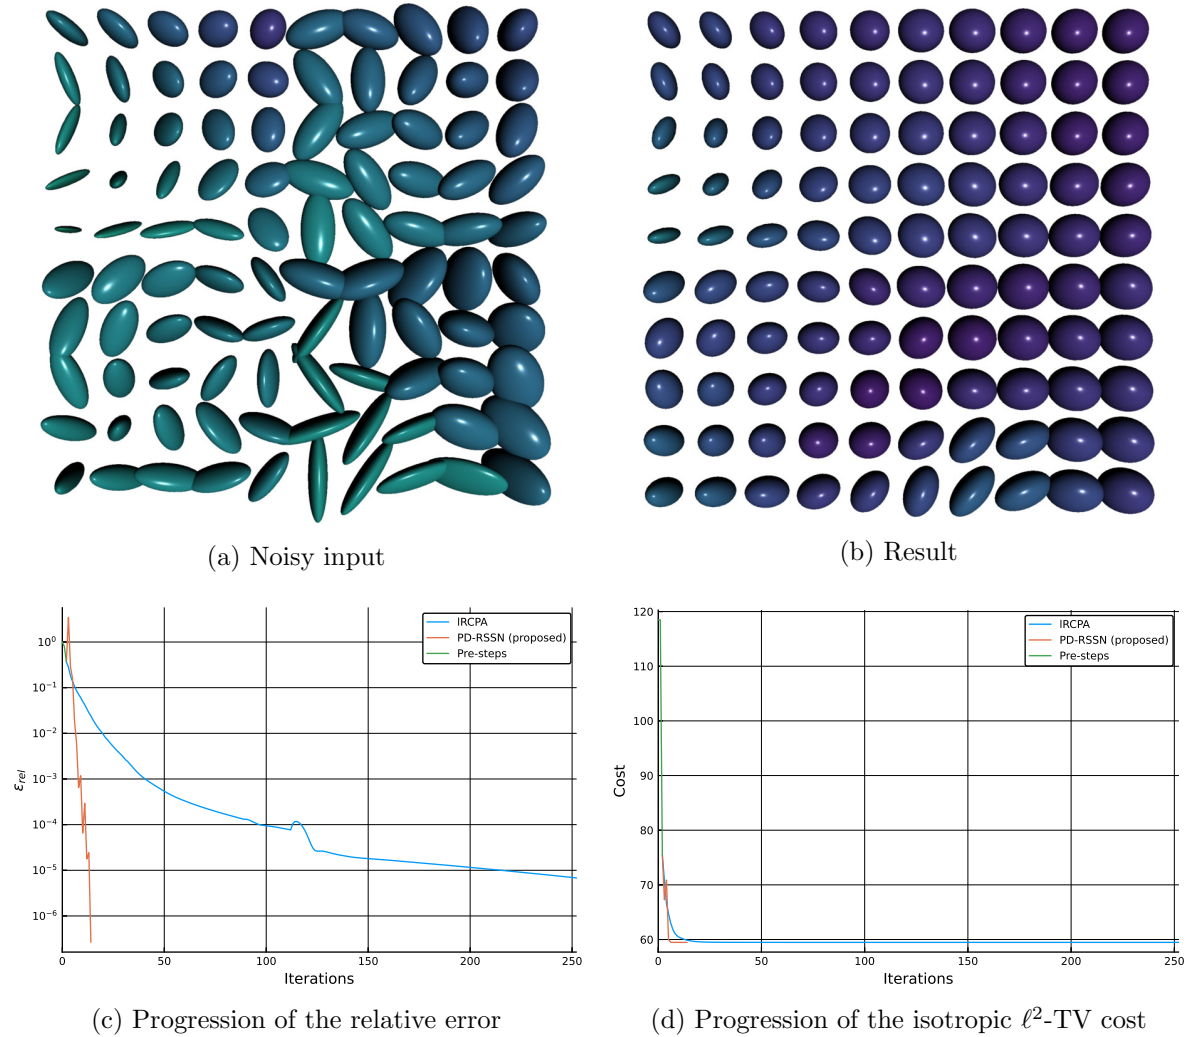 (a) Noisy input
(b) Result
IRCPA
PD-RSSN (proposed)
Pre-steps
10⁰
10⁻¹
10⁻²
10⁻³
10⁻⁴
10⁻⁵
10⁻⁶
ε_rel
0 50 100 150 200 250
Iterations
(c) Progression of the relative error
IRCPA
PD-RSSN (proposed)
Pre-steps
120
110
100
90
80
70
60
Cost
0 50 100 150 200 250
Iterations
(d) Progression of the isotropic ℓ²-TV cost